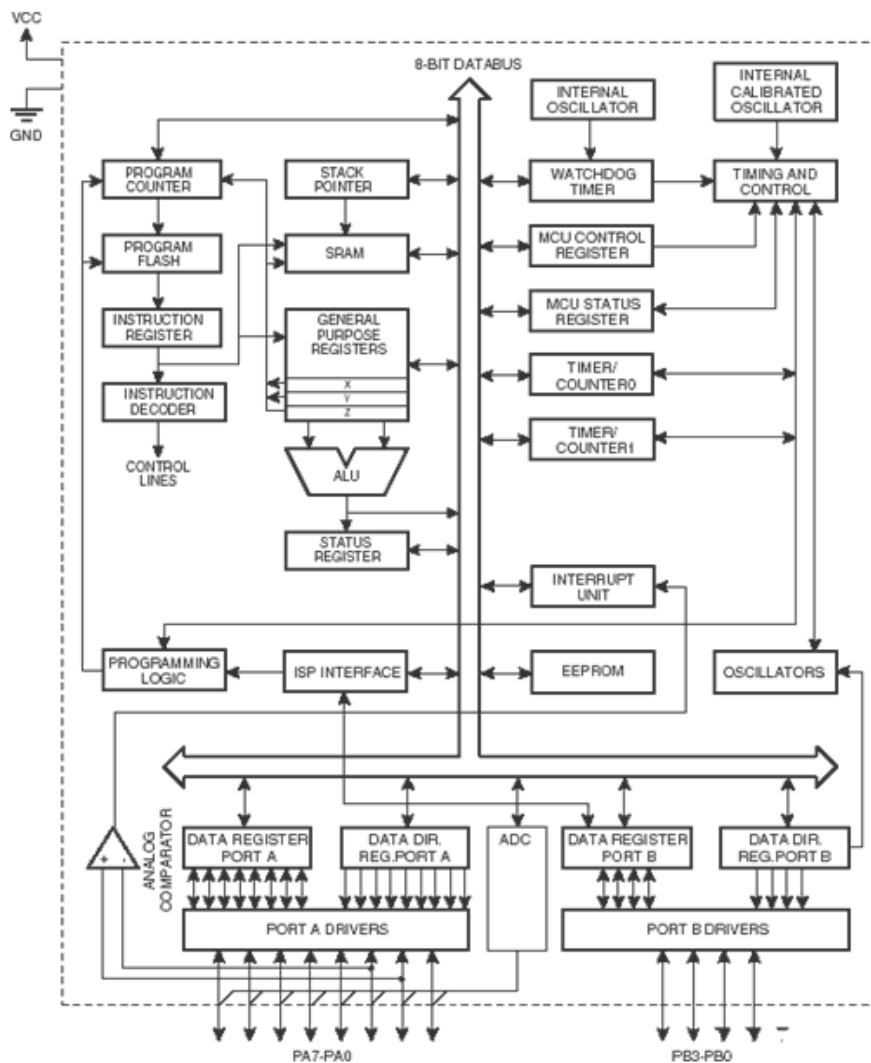 VCC
GND
8-BIT DATABUS
INTERNAL
OSCILLATOR
INTERNAL
CALIBRATED
OSCILLATOR
PROGRAM
COUNTER
STACK
POINTER
WATCHDOG
TIMER
TIMING AND
CONTROL
PROGRAM
FLASH
SRAM
MCU CONTROL
REGISTER
INSTRUCTION
REGISTER
GENERAL
PURPOSE
REGISTERS
X
Y
Z
MCU STATUS
REGISTER
INSTRUCTION
DECODER
TIMER/
COUNTER0
CONTROL
LINES
ALU
TIMER/
COUNTER1
STATUS
REGISTER
INTERRUPT
UNIT
PROGRAMMING
LOGIC
ISP INTERFACE
EEPROM
OSCILLATORS
ANALOG
COMPARATOR
+ -
DATA REGISTER
PORT A
DATA DIR.
REG.PORT A
ADC
DATA REGISTER
PORT B
DATA DIR.
REG.PORT B
PORT A DRIVERS
PORT B DRIVERS
PA7-PA0
PB3-PB0